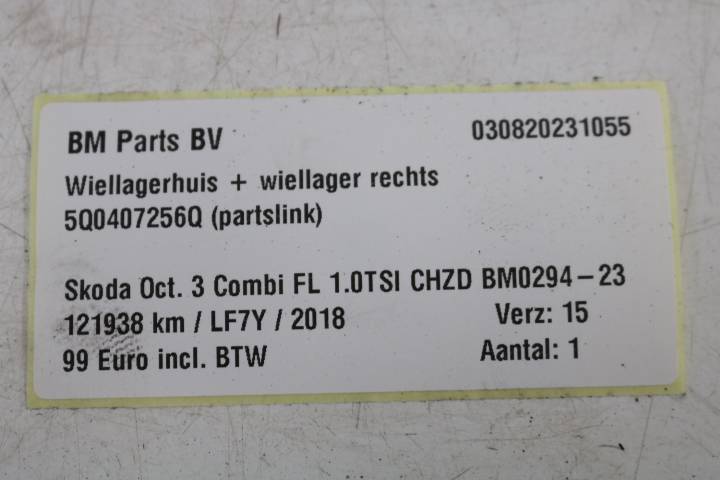 BM Parts BV 030820231055
Wiellagerhuis + wiellager rechts
5Q0407256Q (partslink)
Skoda Oct. 3 Combi FL 1.0TSI CHZD BM0294-23
121938 km / LF7Y / 2018 Verz: 15
99 Euro incl. BTW Aantal: 1